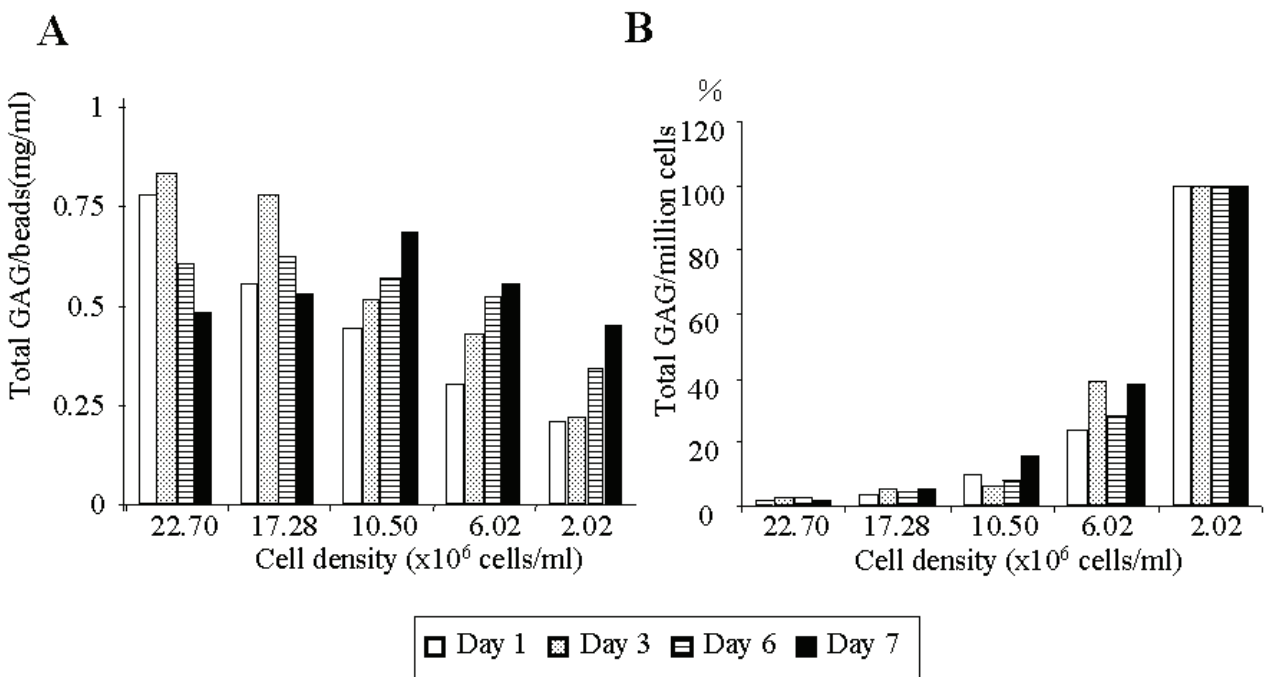 A
B
Total GAG/beads(mg/ml)
1
0.75
0.5
0.25
0
22.70 17.28 10.50 6.02 2.02
Cell density (x10⁶ cells/ml)
%
Total GAG/million cells
120
100
80
60
40
20
0
22.70 17.28 10.50 6.02 2.02
Cell density (x10⁶ cells/ml)
Day 1 Day 3 Day 6 Day 7